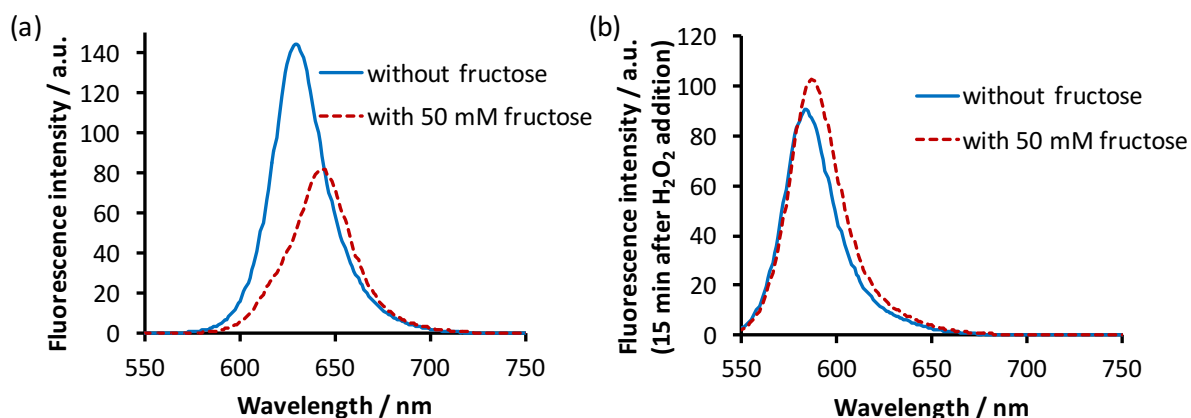 (a)
Fluorescence intensity / a.u.
140
120
100
80
60
40
20
0
550 600 650 700 750
Wavelength / nm
without fructose
with 50 mM fructose
(b)
Fluorescence intensity / a.u.
(15 min after H₂O₂ addition)
120
100
80
60
40
20
0
550 600 650 700 750
Wavelength / nm
without fructose
with 50 mM fructose